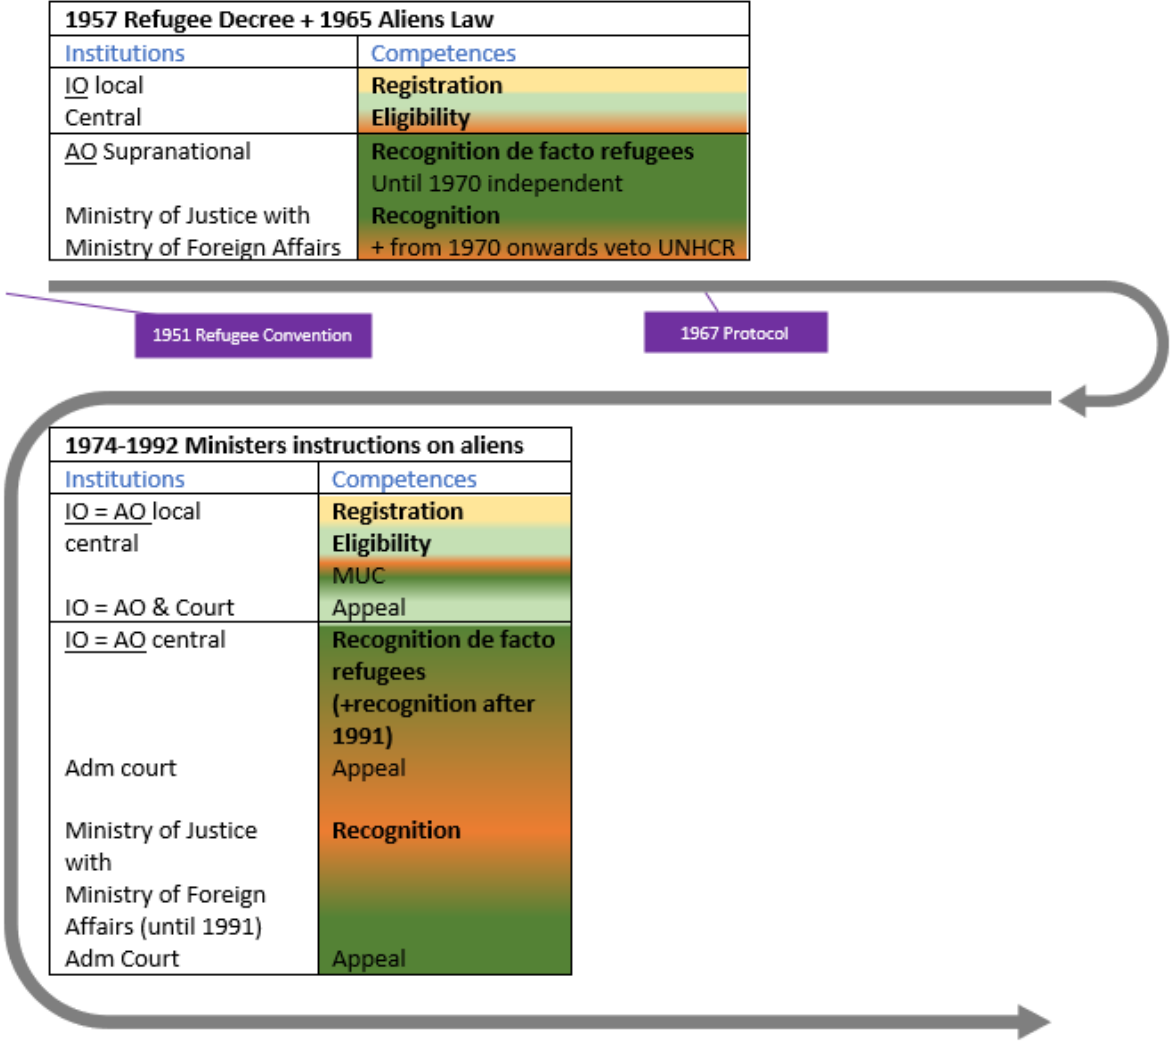 1957 Refugee Decree + 1965 Aliens Law
Institutions Competences
IO local Registration
Central Eligibility
AO Supranational Recognition de facto refugees
Until 1970 independent
Ministry of Justice with Recognition
Ministry of Foreign Affairs + from 1970 onwards veto UNHCR
1951 Refugee Convention
1967 Protocol
1974-1992 Ministers instructions on aliens
Institutions Competences
IO = AO local Registration
central Eligibility
MUC
IO = AO & Court Appeal
IO = AO central Recognition de facto
refugees
(+recognition after
1991)
Adm court Appeal
Ministry of Justice Recognition
with
Ministry of Foreign
Affairs (until 1991)
Adm Court Appeal